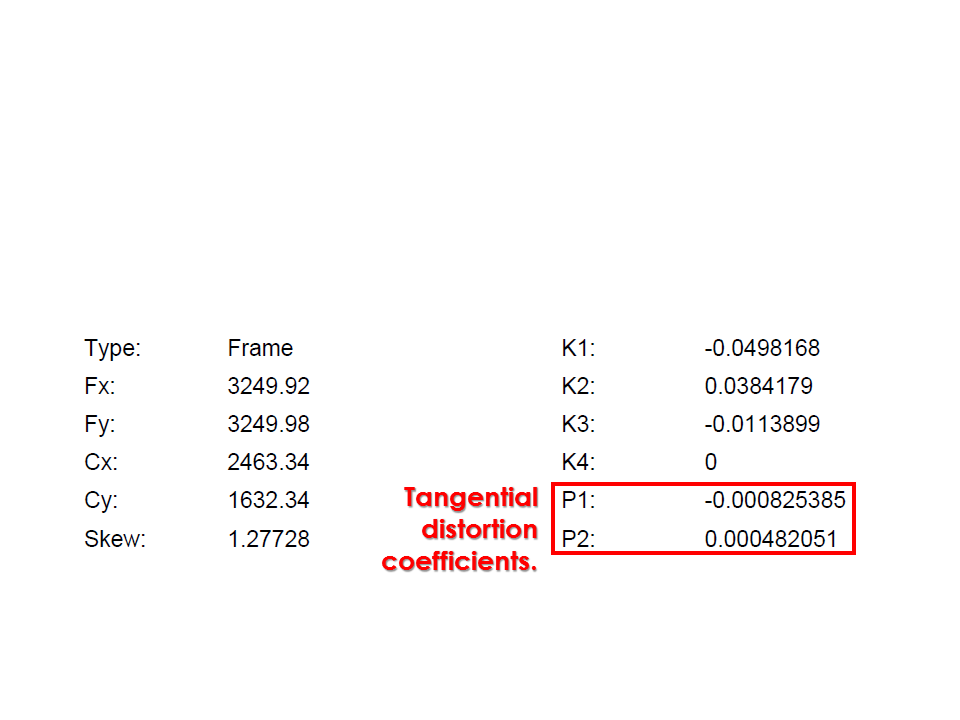 Type: Frame K1: -0.0498168
Fx: 3249.92 K2: 0.0384179
Fy: 3249.98 K3: -0.0113899
Cx: 2463.34 K4: 0
Cy: 1632.34 P1: -0.000825385
Skew: 1.27728 P2: 0.000482051
Tangential
distortion
coefficients.